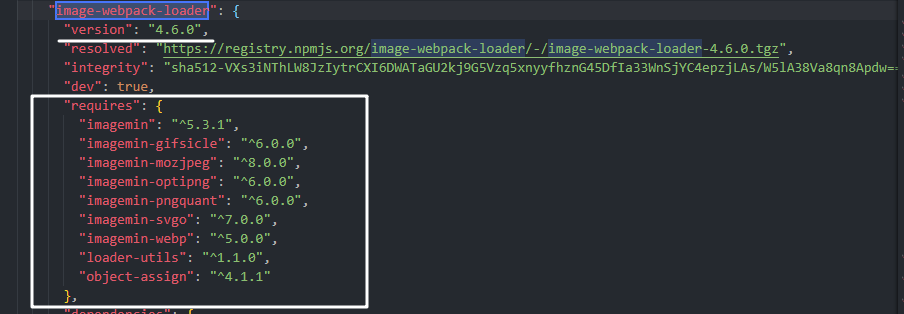 "image-webpack-loader": {
"version": "4.6.0",
"resolved": "https://registry.npmjs.org/image-webpack-loader/-/image-webpack-loader-4.6.0.tgz",
"integrity": "sha512-VXs3iNThLW8JzIytrCXI6DWATaGU2kj9G5Vzq5xnyyfhznG45DfIa33WnSjYC4epzjLAs/W5lA38Va8qn8Apdw==
"dev": true,
"requires": {
"imagemin": "^5.3.1",
"imagemin-gifsicle": "^6.0.0",
"imagemin-mozjpeg": "^8.0.0",
"imagemin-optipng": "^6.0.0",
"imagemin-pngquant": "^6.0.0",
"imagemin-svgo": "^7.0.0",
"imagemin-webp": "^5.0.0",
"loader-utils": "^1.1.0",
"object-assign": "^4.1.1"
},
"dependencies": {